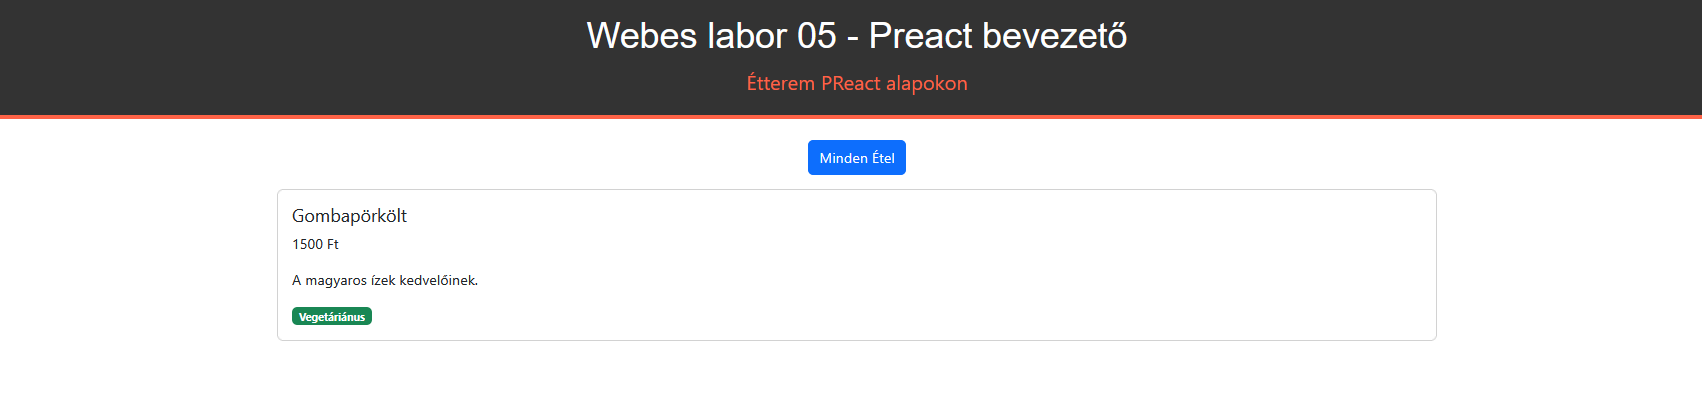 Webes labor 05 - Preact bevezető
Étterem PReact alapokon
Minden Étel
Gombapörkölt
1500 Ft
A magyaros ízek kedvelőinek.
Vegetáriánus